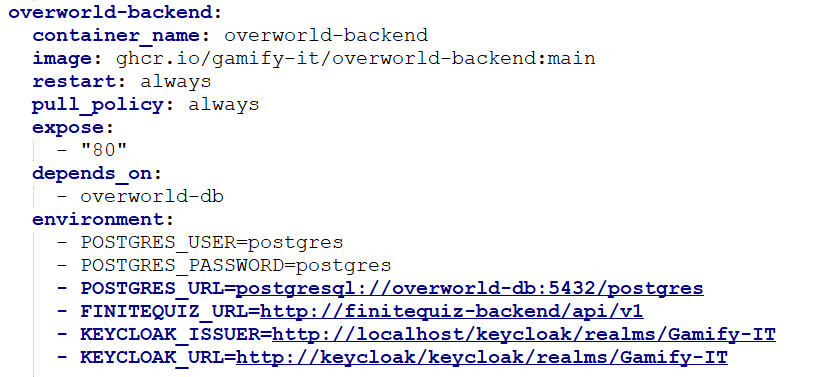 overworld-backend:
container_name: overworld-backend
image: ghcr.io/gamify-it/overworld-backend:main
restart: always
pull_policy: always
expose:
- "80"
depends_on:
- overworld-db
environment:
- POSTGRES_USER=postgres
- POSTGRES_PASSWORD=postgres
- POSTGRES_URL=postgresql://overworld-db:5432/postgres
- FINITEQUIZ_URL=http://finitequiz-backend/api/v1
- KEYCLOAK_ISSUER=http://localhost/keycloak/realms/Gamify-IT
- KEYCLOAK_URL=http://keycloak/keycloak/realms/Gamify-IT